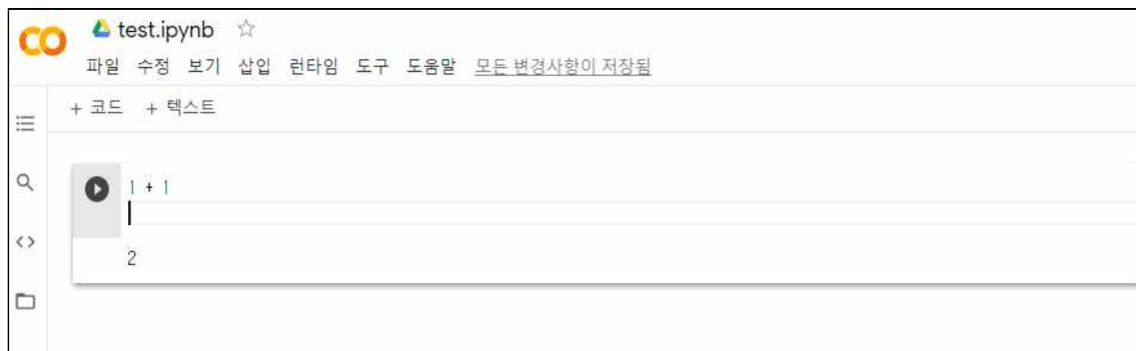 CO
test.ipynb
파일 수정 보기 삽입 런타임 도구 도움말 모든 변경사항이 저장됨
+ 코드 + 텍스트
1 + 1
2